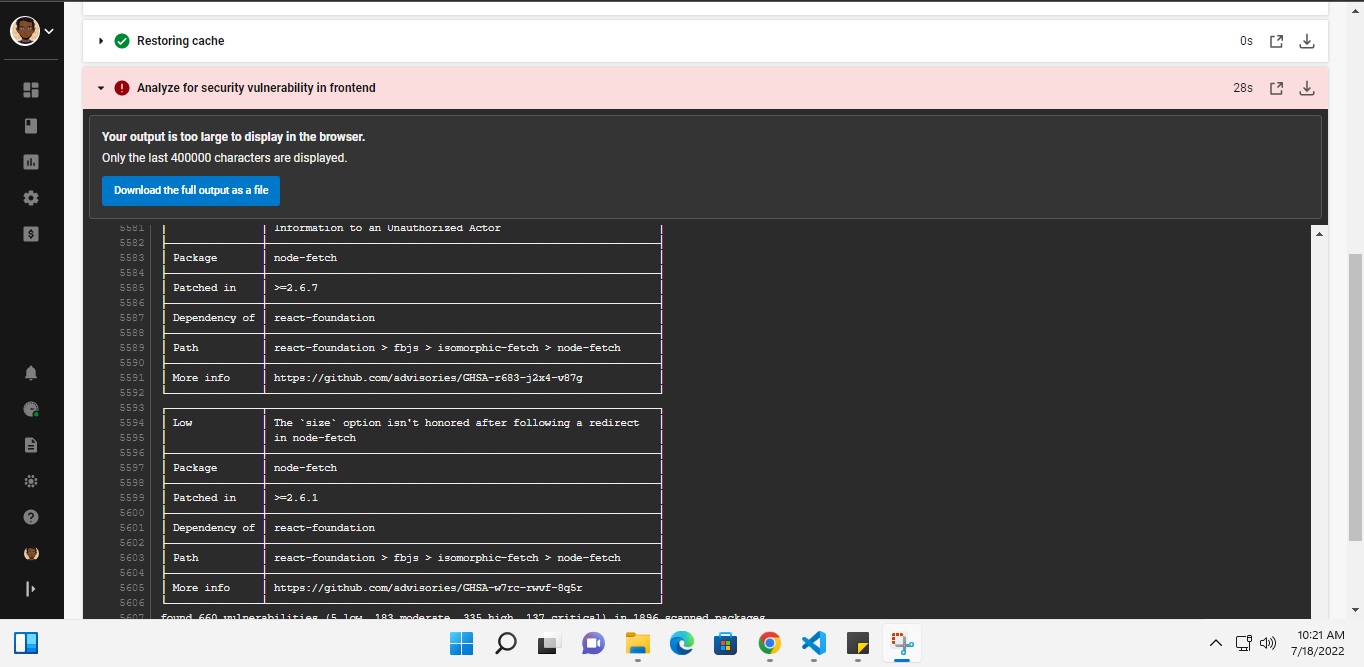 Restoring cache
0s
Analyze for security vulnerability in frontend
28s
Your output is too large to display in the browser.
Only the last 400000 characters are displayed.
Download the full output as a file
5581 Information to an Unauthorized Actor
5582
5583 Package node-fetch
5584
5585 Patched in >=2.6.7
5586
5587 Dependency of react-foundation
5588
5589 Path react-foundation > fbjs > isomorphic-fetch > node-fetch
5590
5591 More info https://github.com/advisories/GHSA-r683-j2x4-v87g
5592
5593
5594 Low The `size` option isn't honored after following a redirect
5595 in node-fetch
5596
5597 Package node-fetch
5598
5599 Patched in >=2.6.1
5600
5601 Dependency of react-foundation
5602
5603 Path react-foundation > fbjs > isomorphic-fetch > node-fetch
5604
5605 More info https://github.com/advisories/GHSA-w7rc-rwvf-8q5r
5606
5607 found 660 vulnerabilities (5 low, 183 moderate, 335 high, 137 critical) in 1896 scanned packages
10:21 AM
7/18/2022